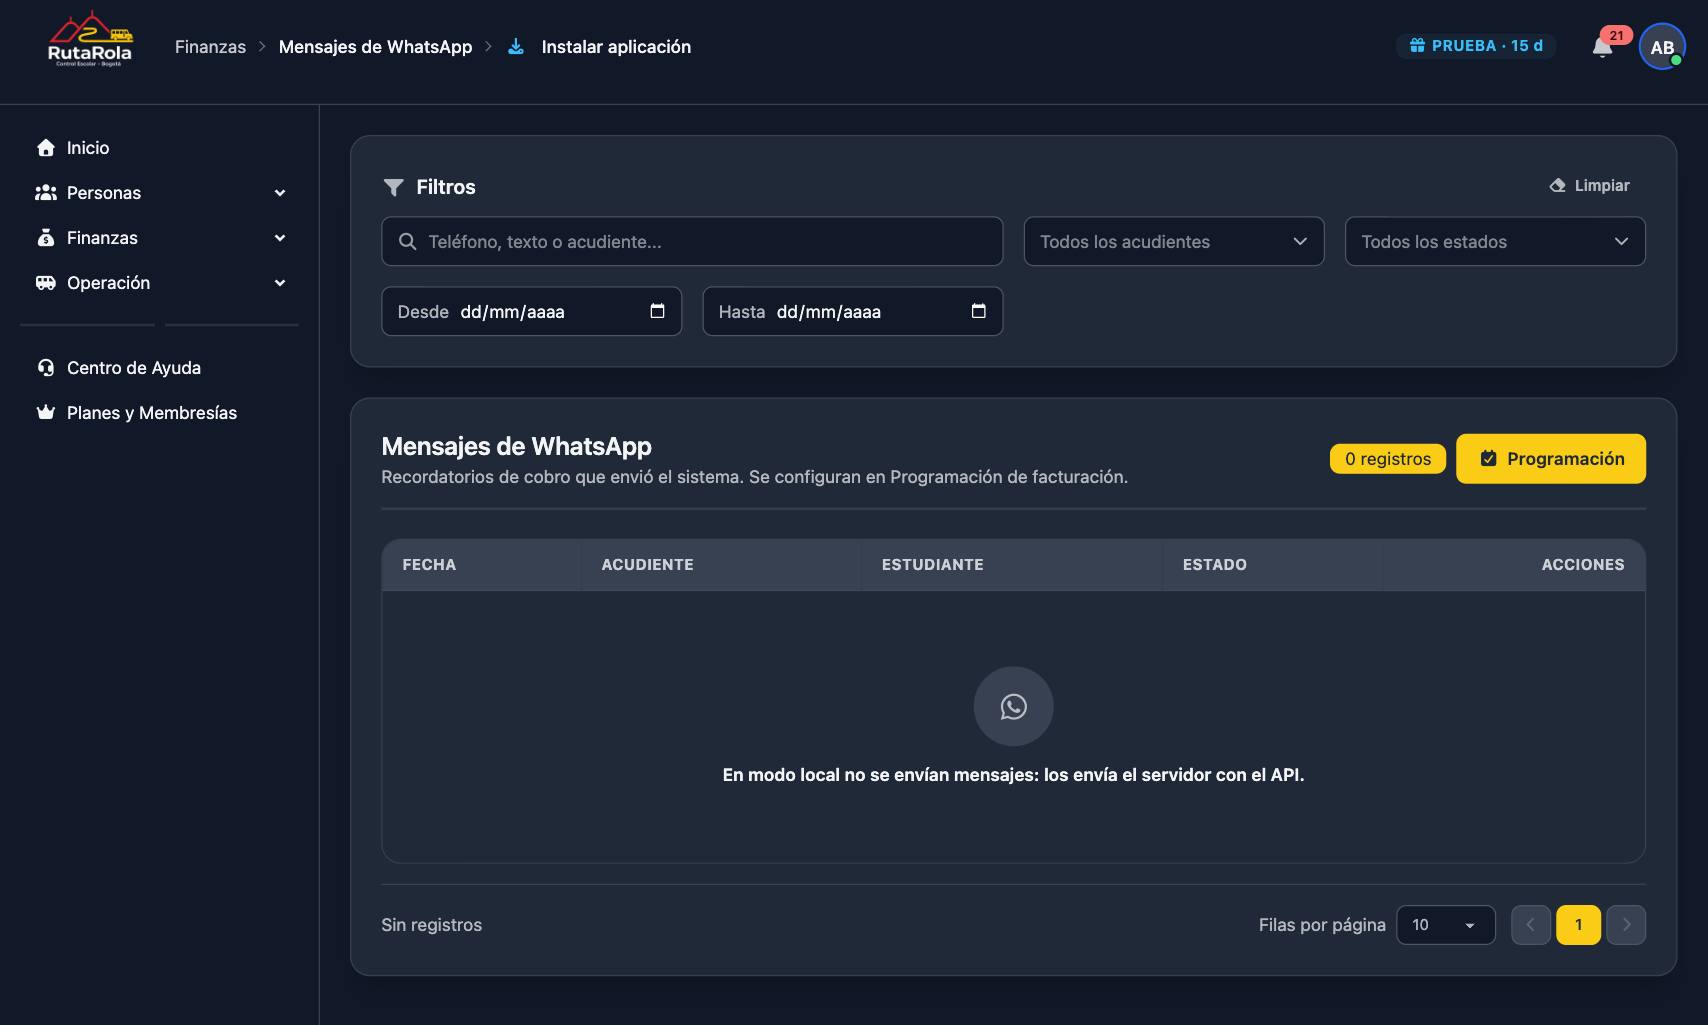 RutaRola
Control Escolar - Bogotá
Finanzas
Mensajes de WhatsApp
Instalar aplicación
PRUEBA · 15 d
21
AB
Inicio
Personas
Finanzas
Operación
Centro de Ayuda
Planes y Membresías
Filtros
Limpiar
Teléfono, texto o acudiente...
Todos los acudientes
Todos los estados
Desde dd/mm/aaaa
Hasta dd/mm/aaaa
Mensajes de WhatsApp
Recordatorios de cobro que envió el sistema. Se configuran en Programación de facturación.
0 registros
Programación
FECHA
ACUDIENTE
ESTUDIANTE
ESTADO
ACCIONES
En modo local no se envían mensajes: los envía el servidor con el API.
Sin registros
Filas por página
10
1